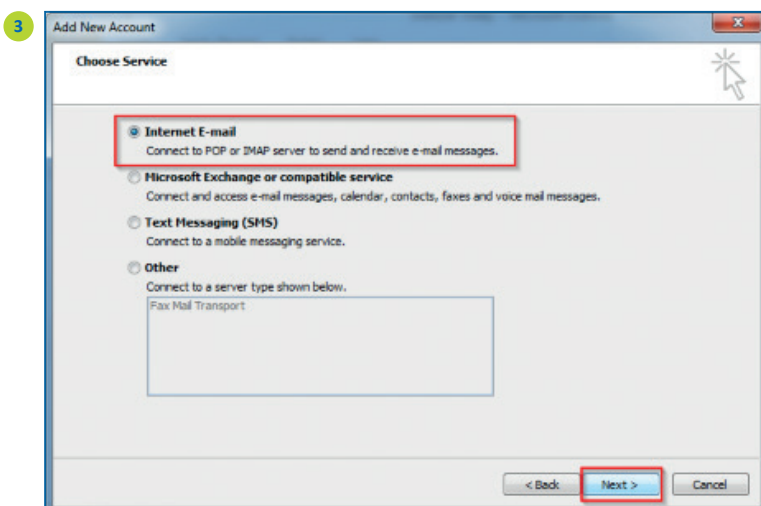 3
Add New Account
Choose Service
Internet E-mail
Connect to POP or IMAP server to send and receive e-mail messages.
Microsoft Exchange or compatible service
Connect and access e-mail messages, calendar, contacts, faxes and voice mail messages.
Text Messaging (SMS)
Connect to a mobile messaging service.
Other
Connect to a server type shown below.
Fax Mail Transport
< Back Next > Cancel